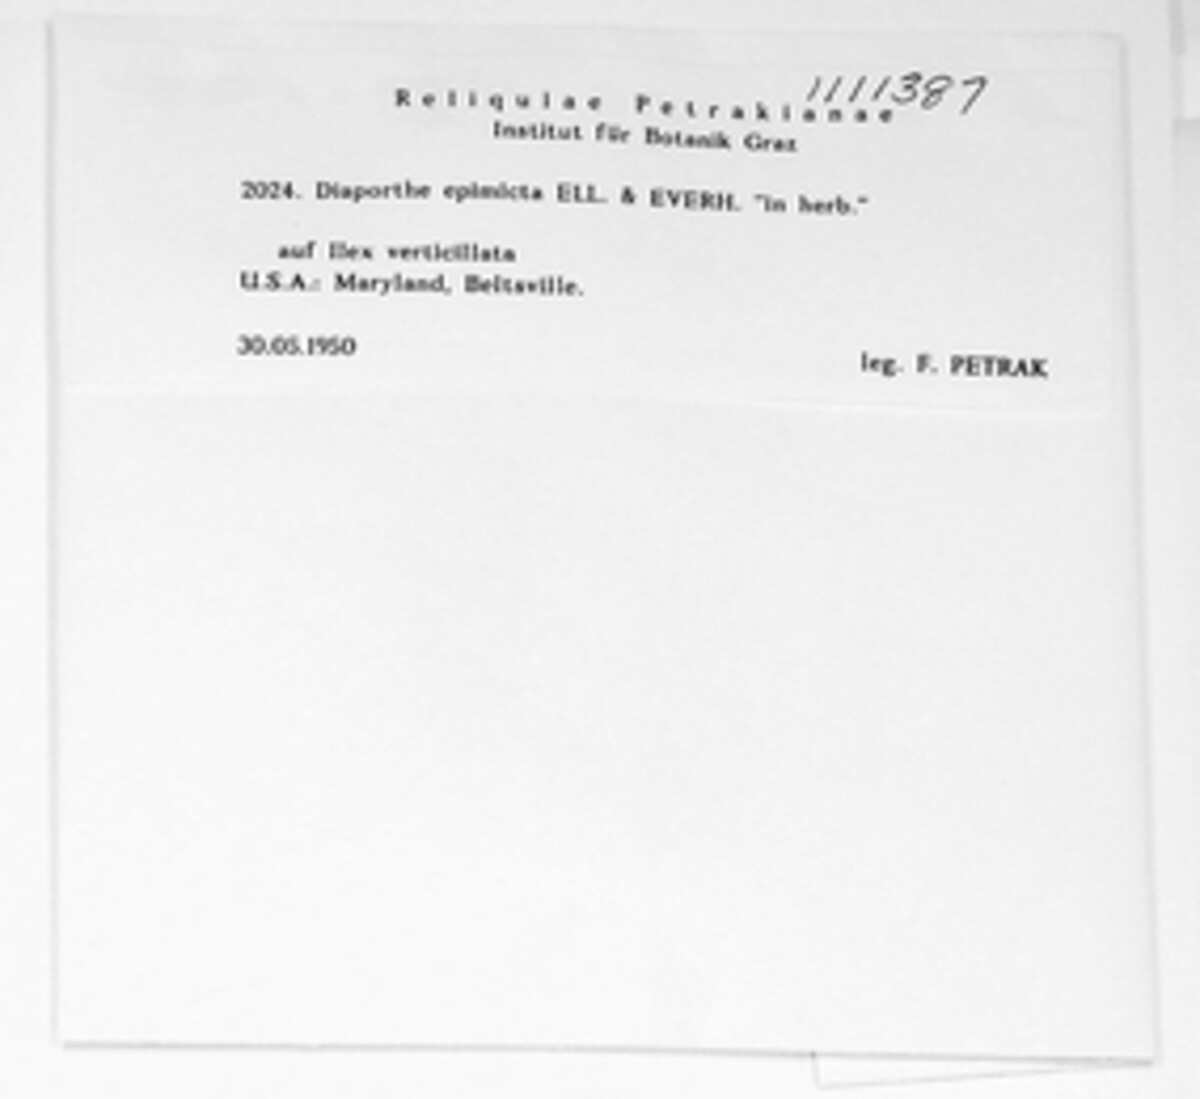 1111387
Reliquiae Petrakianae
Institut für Botanik Graz
2024. Diaporthe epimicta ELL. & EVERH. "in herb."
auf Ilex verticillata
U.S.A.: Maryland, Beltsville.
30.05.1950
leg. F. PETRAK